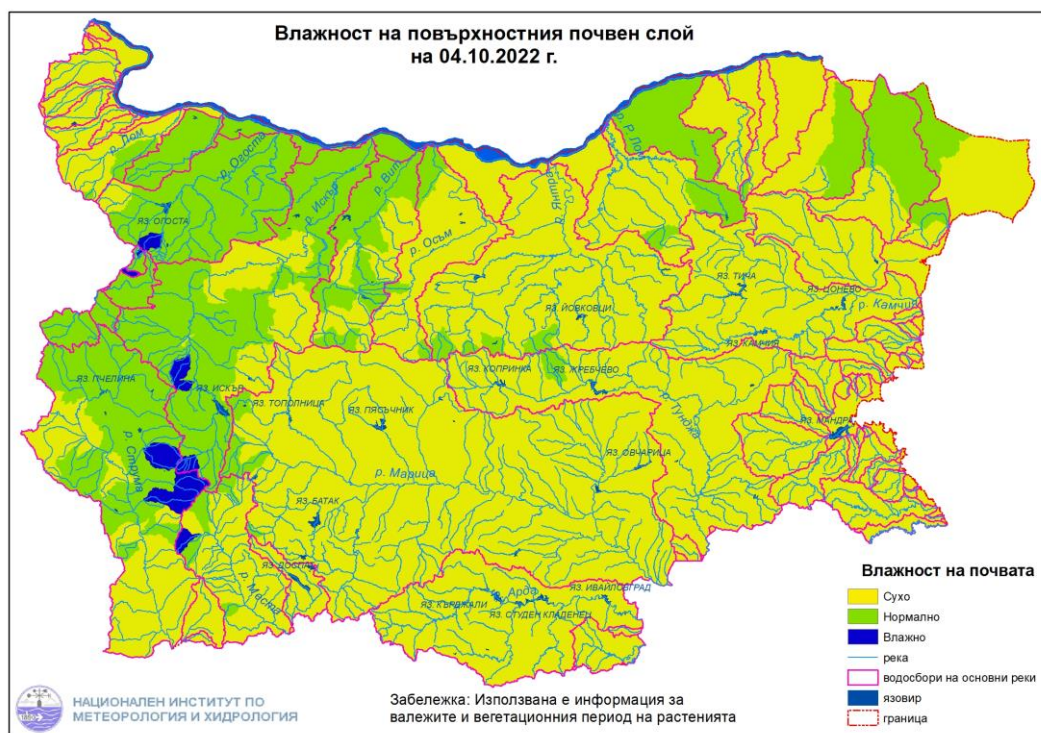 Влажност на повърхностния почвен слой
на 04.10.2022 г.
р. Лом
р. Огоста
р. Искър
р. Вит
р. Осъм
р. Янтра
р. Р. Лом
ЯЗ. ОГОСТА
ЯЗ. ТИЧА
ЯЗ. ЦОНЕВО
р. Камчия
ЯЗ. ЙОВКОВЦИ
ЯЗ. КАМЧИЯ
ЯЗ. ПЧЕЛИНА
ЯЗ. ИСКЪР
ЯЗ. КОПРИНКА
ЯЗ. ЖРЕБЧЕВО
ЯЗ. ТОПОЛНИЦА
ЯЗ. ПЯСЪЧНИК
р. Тунджа
ЯЗ. МАНДРА
р. Струма
р. Марица
ЯЗ. ОВЧАРИЦА
ЯЗ. БАТАК
ЯЗ. ДОСПАТ
р. Места
р. Арда
ЯЗ. ИВАЙЛОВГРАД
ЯЗ. КЪРДЖАЛИ
ЯЗ. СТУДЕН КЛАДЕНЕЦ
Влажност на почвата
Сухо
Нормално
Влажно
река
водосбори на основни реки
язовир
граница
НАЦИОНАЛЕН ИНСТИТУТ ПО
МЕТЕОРОЛОГИЯ И ХИДРОЛОГИЯ
Забележка: Използвана е информация за
валежите и вегетационния период на растенията